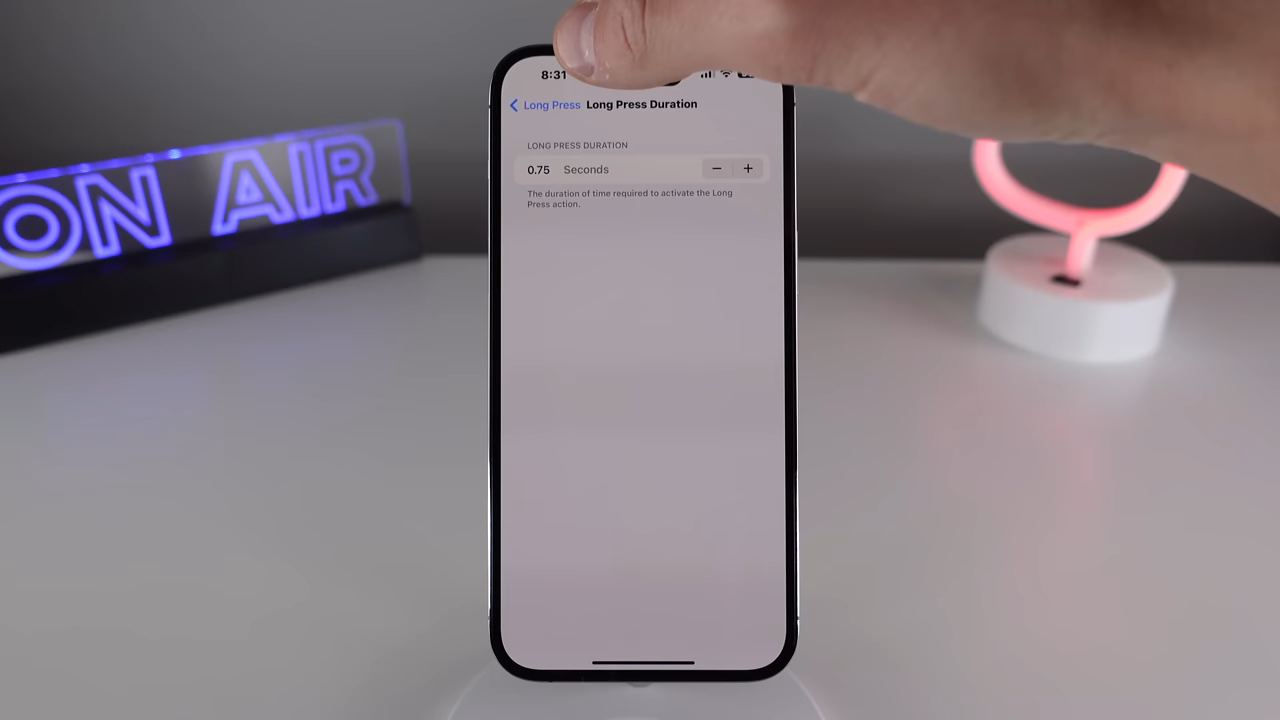 ON AIR
8:31
Long Press Long Press Duration
LONG PRESS DURATION
0.75 Seconds − +
The duration of time required to activate the Long
Press action.